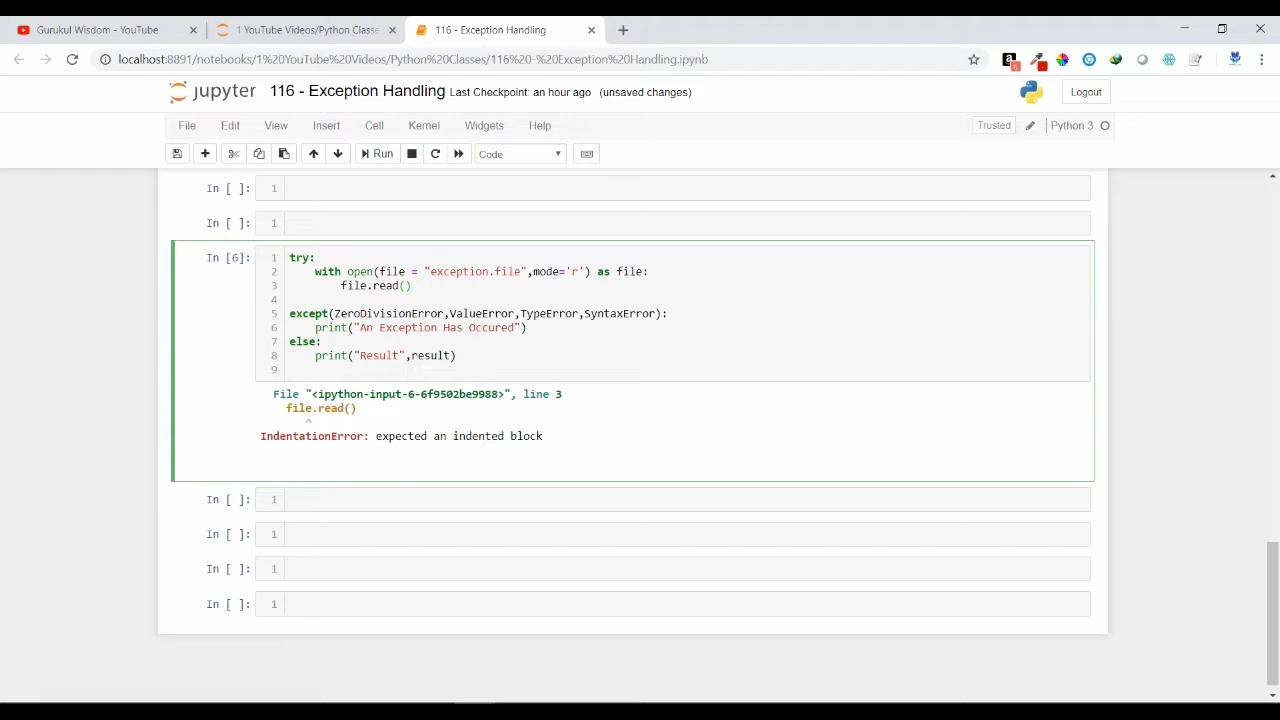 Gurukul Wisdom - YouTube
1 YouTube Videos/Python Classe
116 - Exception Handling
localhost:8891/notebooks/1%20YouTube%20Videos/Python%20Classes/116%20-%20Exception%20Handling.ipynb
jupyter 116 - Exception Handling Last Checkpoint: an hour ago (unsaved changes)
Logout
File Edit View Insert Cell Kernel Widgets Help
Trusted
Python 3
Run
Code
In [ ]: 1
In [ ]: 1
In [6]: 1 try:
2 with open(file = "exception.file",mode='r') as file:
3 file.read()
4
5 except(ZeroDivisionError,ValueError,TypeError,SyntaxError):
6 print("An Exception Has Occured")
7 else:
8 print("Result",result)
9
File "<ipython-input-6-6f9502be9988>", line 3
file.read()
^
IndentationError: expected an indented block
In [ ]: 1
In [ ]: 1
In [ ]: 1
In [ ]: 1